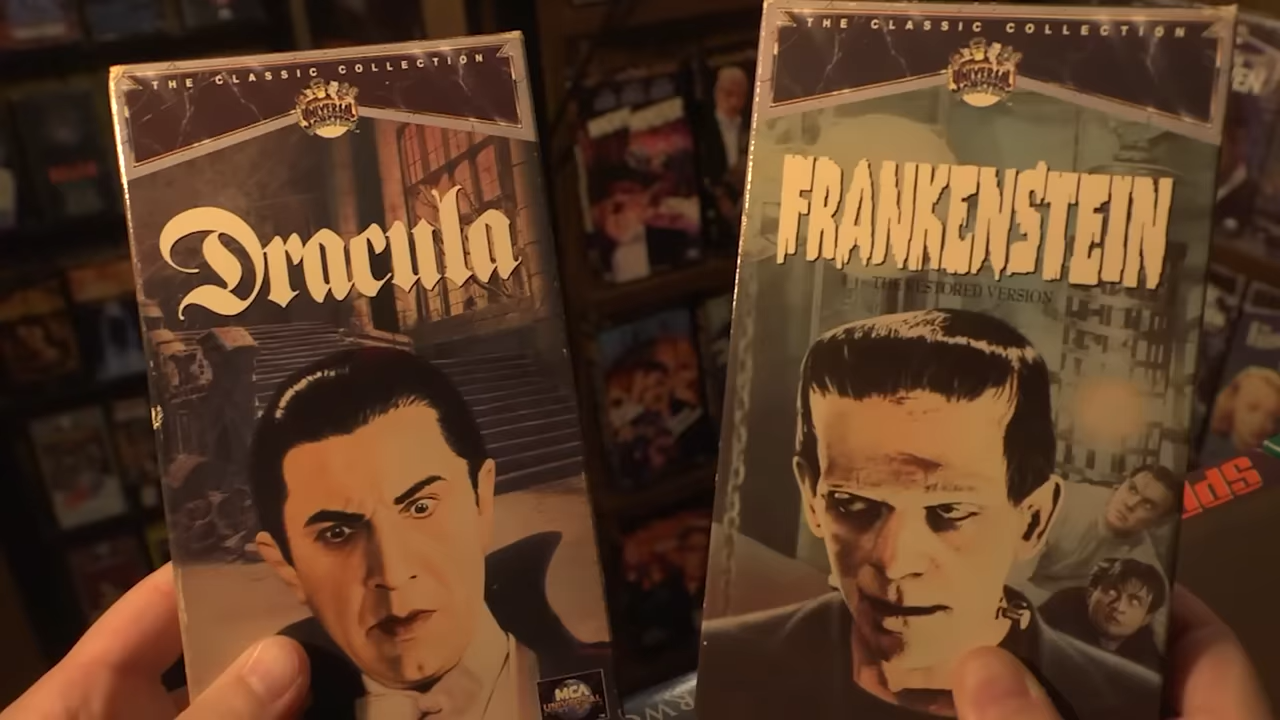 THE CLASSIC COLLECTION
UNIVERSAL
Dracula
MCA
UNIVERSAL
THE CLASSIC COLLECTION
UNIVERSAL
FRANKENSTEIN
THE RESTORED VERSION